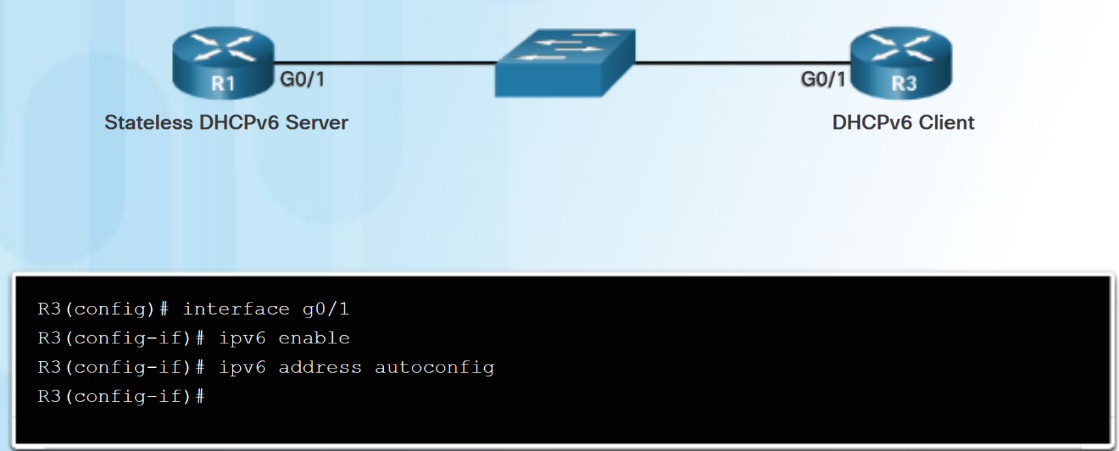 R1
G0/1
G0/1
R3
Stateless DHCPv6 Server
DHCPv6 Client
R3(config)# interface g0/1
R3(config-if)# ipv6 enable
R3(config-if)# ipv6 address autoconfig
R3(config-if)#